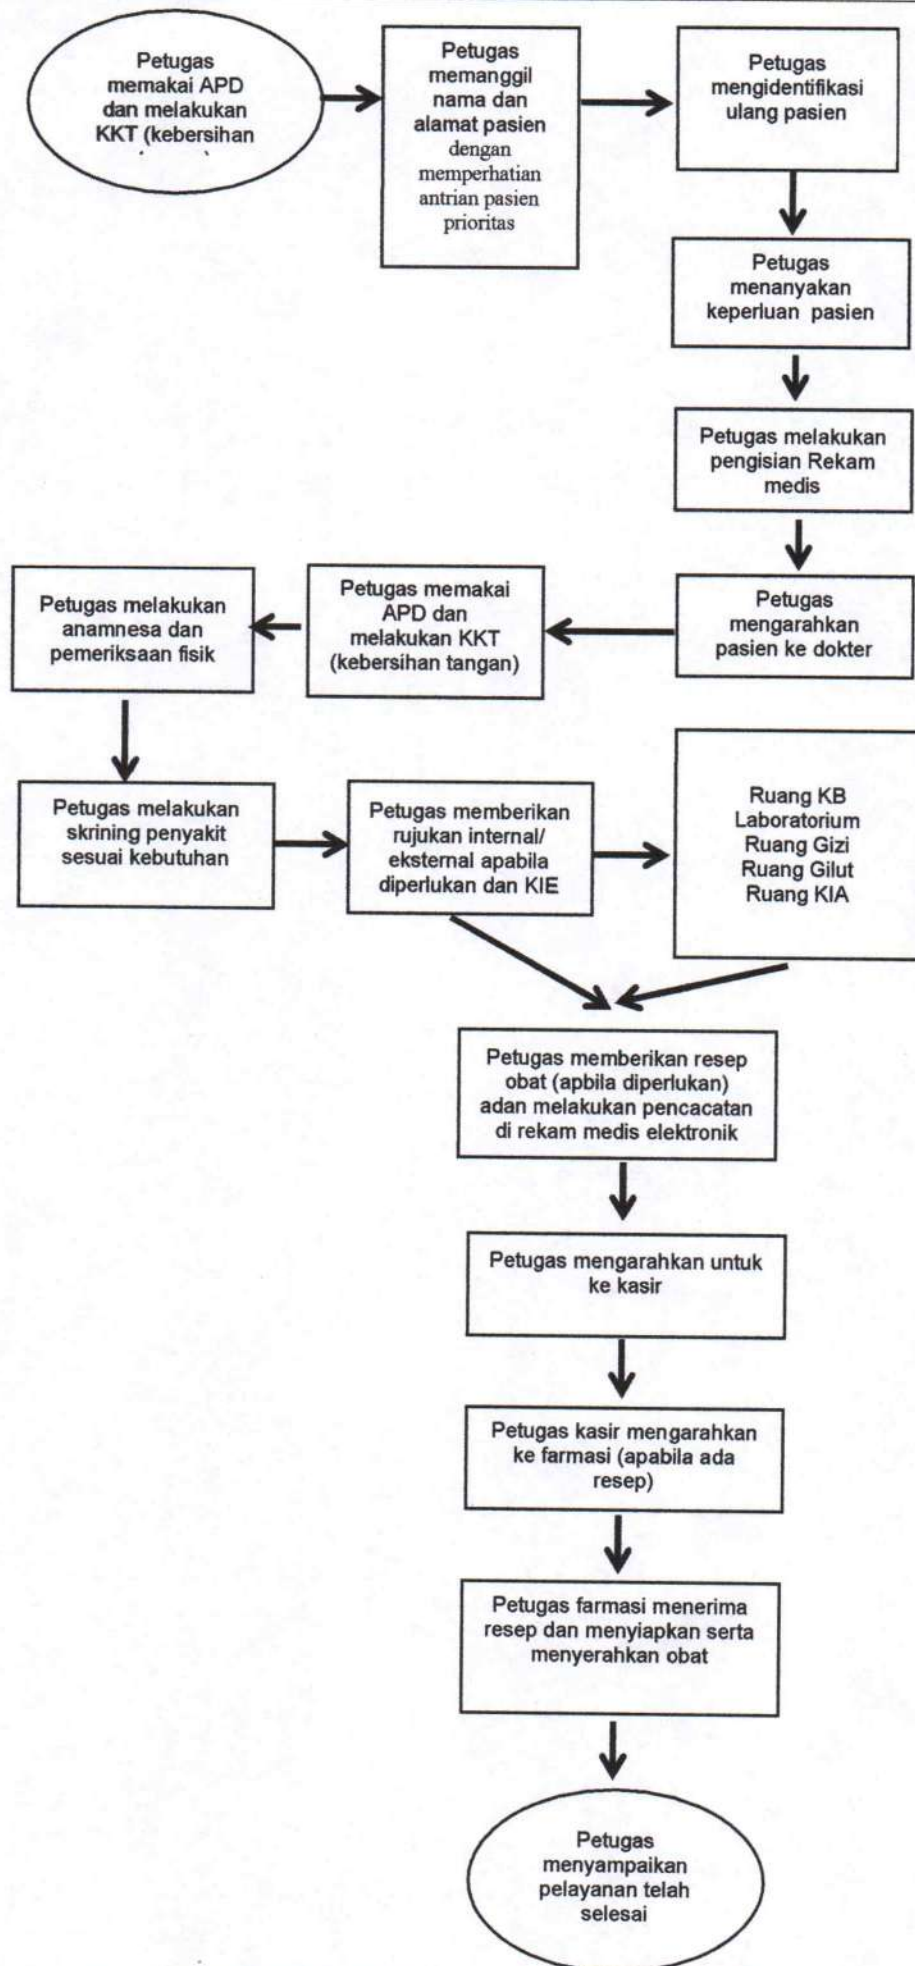 Petugas
memakai APD
dan melakukan
KKT (kebersihan
Petugas
memanggil
nama dan
alamat pasien
dengan
memperhatian
antrian pasien
prioritas
Petugas
mengidentifikasi
ulang pasien
Petugas
menanyakan
keperluan pasien
Petugas melakukan
pengisian Rekam
medis
Petugas
mengarahkan
pasien ke dokter
Petugas memakai
APD dan
melakukan KKT
(kebersihan tangan)
Petugas melakukan
anamnesa dan
pemeriksaan fisik
Petugas melakukan
skrining penyakit
sesuai kebutuhan
Petugas memberikan
rujukan internal/
eksternal apabila
diperlukan dan KIE
Ruang KB
Laboratorium
Ruang Gizi
Ruang Gilut
Ruang KIA
Petugas memberikan resep
obat (apbila diperlukan)
adan melakukan pencacatan
di rekam medis elektronik
Petugas mengarahkan untuk
ke kasir
Petugas kasir mengarahkan
ke farmasi (apabila ada
resep)
Petugas farmasi menerima
resep dan menyiapkan serta
menyerahkan obat
Petugas
menyampaikan
pelayanan telah
selesai